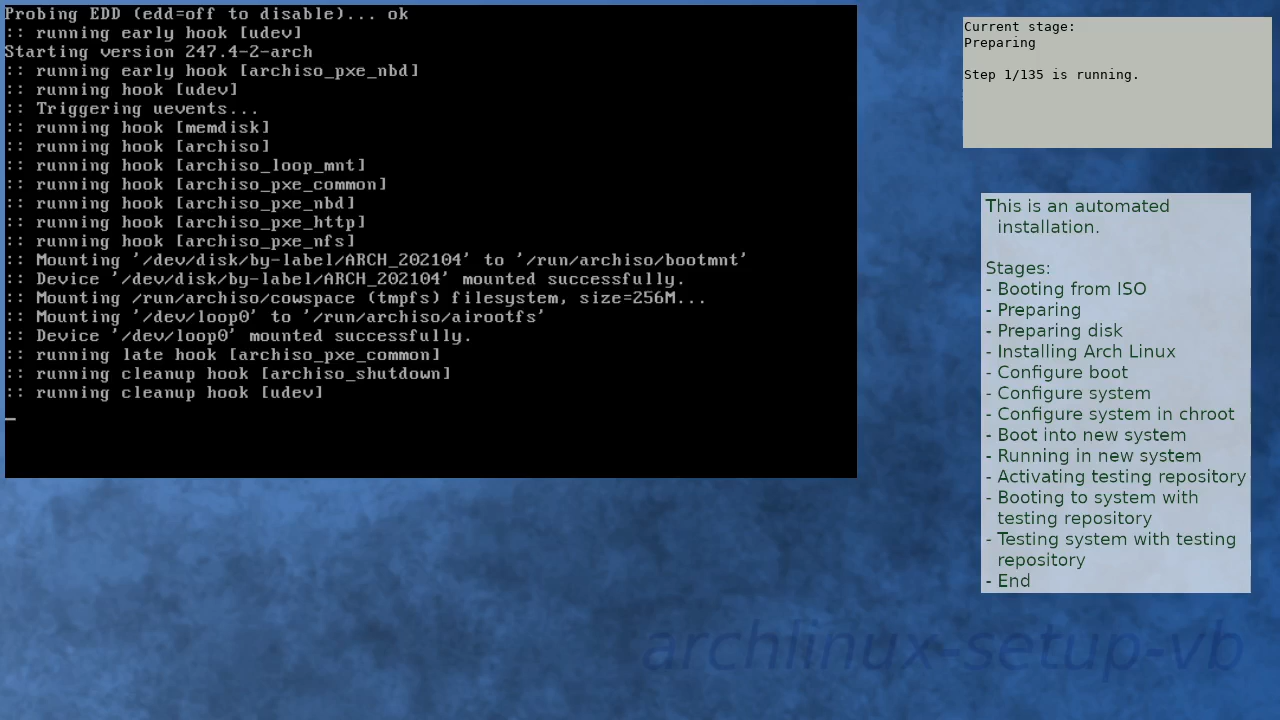 Probing EDD (edd=off to disable)... ok
:: running early hook [udev]
Starting version 247.4-2-arch
:: running early hook [archiso_pxe_nbd]
:: running hook [udev]
:: Triggering uevents...
:: running hook [memdisk]
:: running hook [archiso]
:: running hook [archiso_loop_mnt]
:: running hook [archiso_pxe_common]
:: running hook [archiso_pxe_nbd]
:: running hook [archiso_pxe_http]
:: running hook [archiso_pxe_nfs]
:: Mounting '/dev/disk/by-label/ARCH_202104' to '/run/archiso/bootmnt'
:: Device '/dev/disk/by-label/ARCH_202104' mounted successfully.
:: Mounting /run/archiso/cowspace (tmpfs) filesystem, size=256M...
:: Mounting '/dev/loop0' to '/run/archiso/airootfs'
:: Device '/dev/loop0' mounted successfully.
:: running late hook [archiso_pxe_common]
:: running cleanup hook [archiso_shutdown]
:: running cleanup hook [udev]
Current stage:
Preparing
Step 1/135 is running.
This is an automated
installation.
Stages:
- Booting from ISO
- Preparing
- Preparing disk
- Installing Arch Linux
- Configure boot
- Configure system
- Configure system in chroot
- Boot into new system
- Running in new system
- Activating testing repository
- Booting to system with
testing repository
- Testing system with testing
repository
- End
archlinux-setup-vb